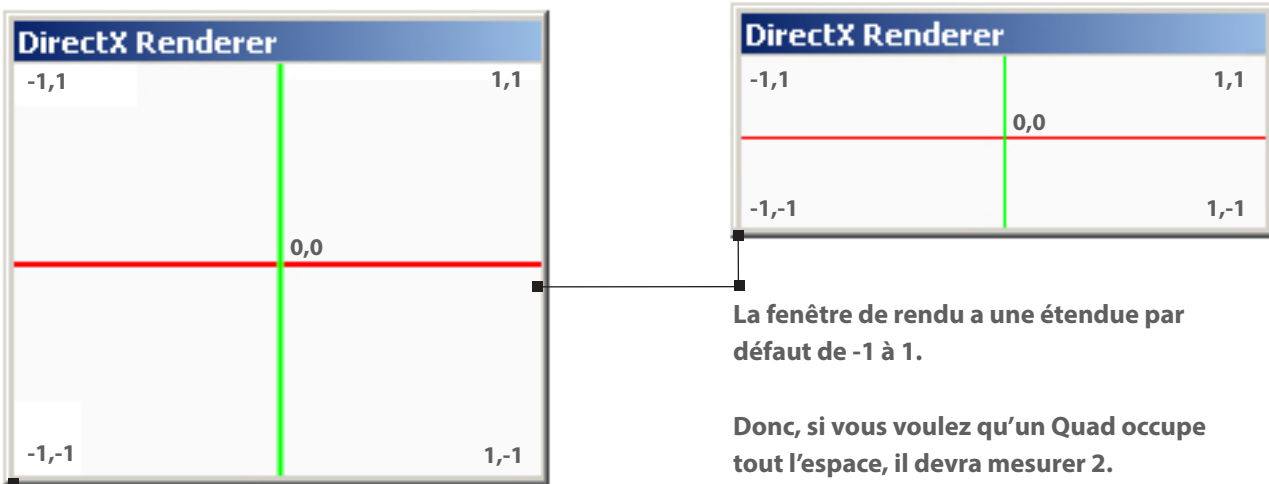 DirectX Renderer
-1,1 1,1
0,0
-1,-1 1,-1
DirectX Renderer
-1,1 1,1
0,0
-1,-1 1,-1
La fenêtre de rendu a une étendue par
défaut de -1 à 1.
Donc, si vous voulez qu’un Quad occupe
tout l’espace, il devra mesurer 2.